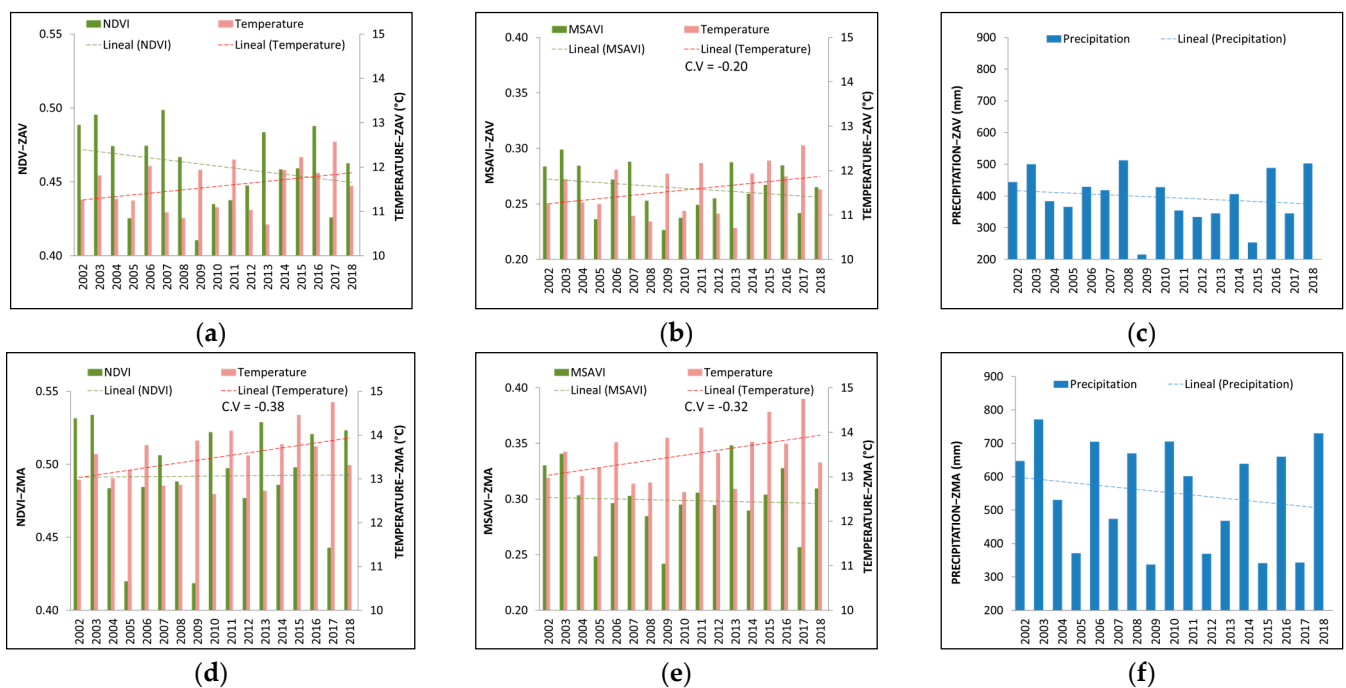 NDVI
Temperature
Lineal (NDVI)
Lineal (Temperature)
0.55
0.50
0.45
0.40
15
14
13
12
11
10
NDV-ZAV
TEMPERATURE–ZAV (°C)
2002 2003 2004 2005 2006 2007 2008 2009 2010 2011 2012 2013 2014 2015 2016 2017 2018
(a)
MSAVI
Temperature
Lineal (MSAVI)
Lineal (Temperature)
C.V = -0.20
0.40
0.35
0.30
0.25
0.20
15
14
13
12
11
10
MSAVI–ZAV
TEMPERATURE–ZAV (°C)
2002 2003 2004 2005 2006 2007 2008 2009 2010 2011 2012 2013 2014 2015 2016 2017 2018
(b)
Precipitation
Lineal (Precipitation)
900
800
700
600
500
400
300
200
PRECIPITATION–ZAV (mm)
2002 2003 2004 2005 2006 2007 2008 2009 2010 2011 2012 2013 2014 2015 2016 2017 2018
(c)
NDVI
Temperature
Lineal (NDVI)
Lineal (Temperature)
C.V = -0.38
0.55
0.50
0.45
0.40
15
14
13
12
11
10
NDVI–ZMA
TEMPERATURE–ZMA (°C)
2002 2003 2004 2005 2006 2007 2008 2009 2010 2011 2012 2013 2014 2015 2016 2017 2018
(d)
MSAVI
Temperature
Lineal (MSAVI)
Lineal (Temperature)
C.V = -0.32
0.40
0.35
0.30
0.25
0.20
15
14
13
12
11
10
MSAVI–ZMA
TEMPERATURE–ZMA (°C)
2002 2003 2004 2005 2006 2007 2008 2009 2010 2011 2012 2013 2014 2015 2016 2017 2018
(e)
Precipitation
Lineal (Precipitation)
900
800
700
600
500
400
300
200
PRECIPITATION–ZMA (mm)
2002 2003 2004 2005 2006 2007 2008 2009 2010 2011 2012 2013 2014 2015 2016 2017 2018
(f)